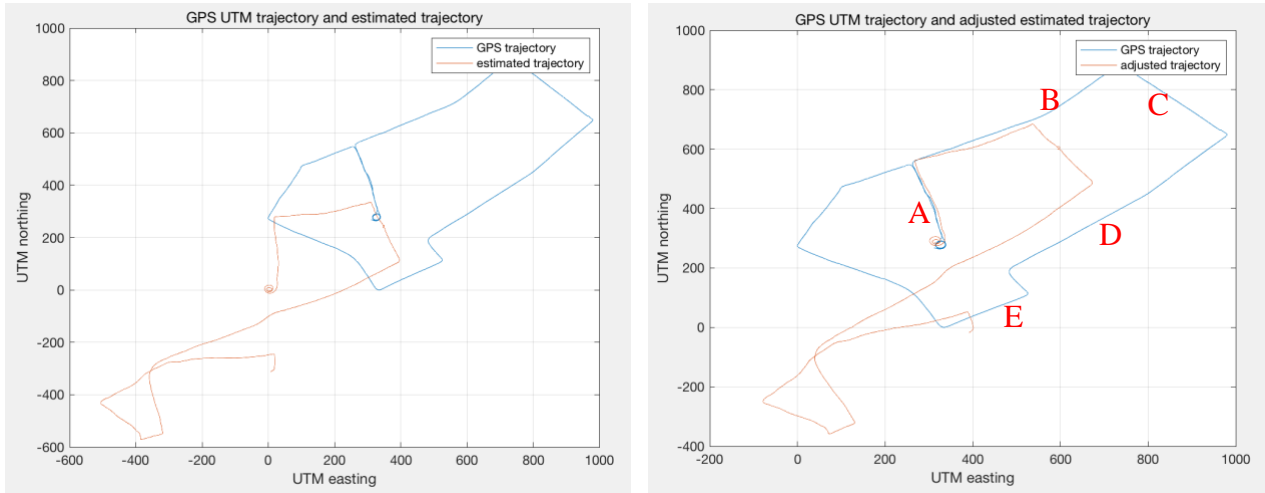 GPS UTM trajectory and estimated trajectory
GPS trajectory
estimated trajectory
1000
800
600
400
200
0
-200
-400
-600
-600
-400
-200
0
200
400
600
800
1000
UTM northing
UTM easting
GPS UTM trajectory and adjusted estimated trajectory
GPS trajectory
adjusted trajectory
1000
800
600
400
200
0
-200
-400
-200
0
200
400
600
800
1000
UTM northing
UTM easting
A
B
C
D
E